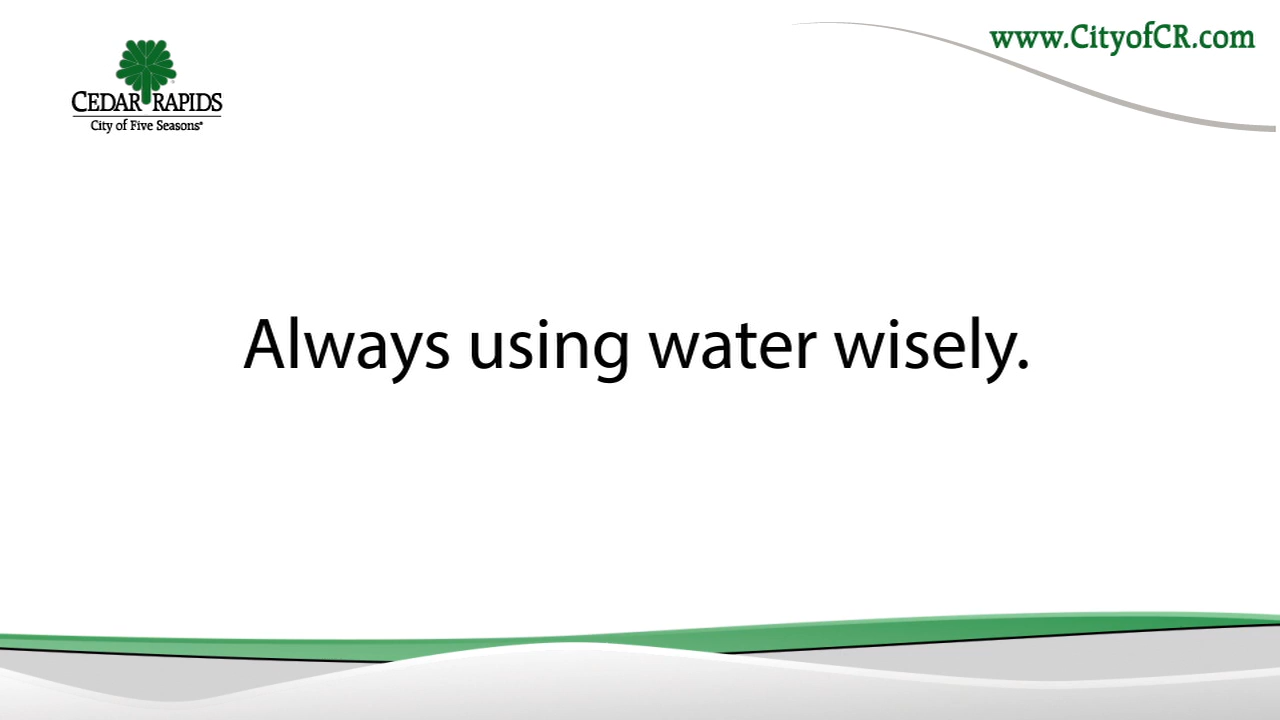 www.CityofCR.com
CEDAR RAPIDS
City of Five Seasons®
Always using water wisely.